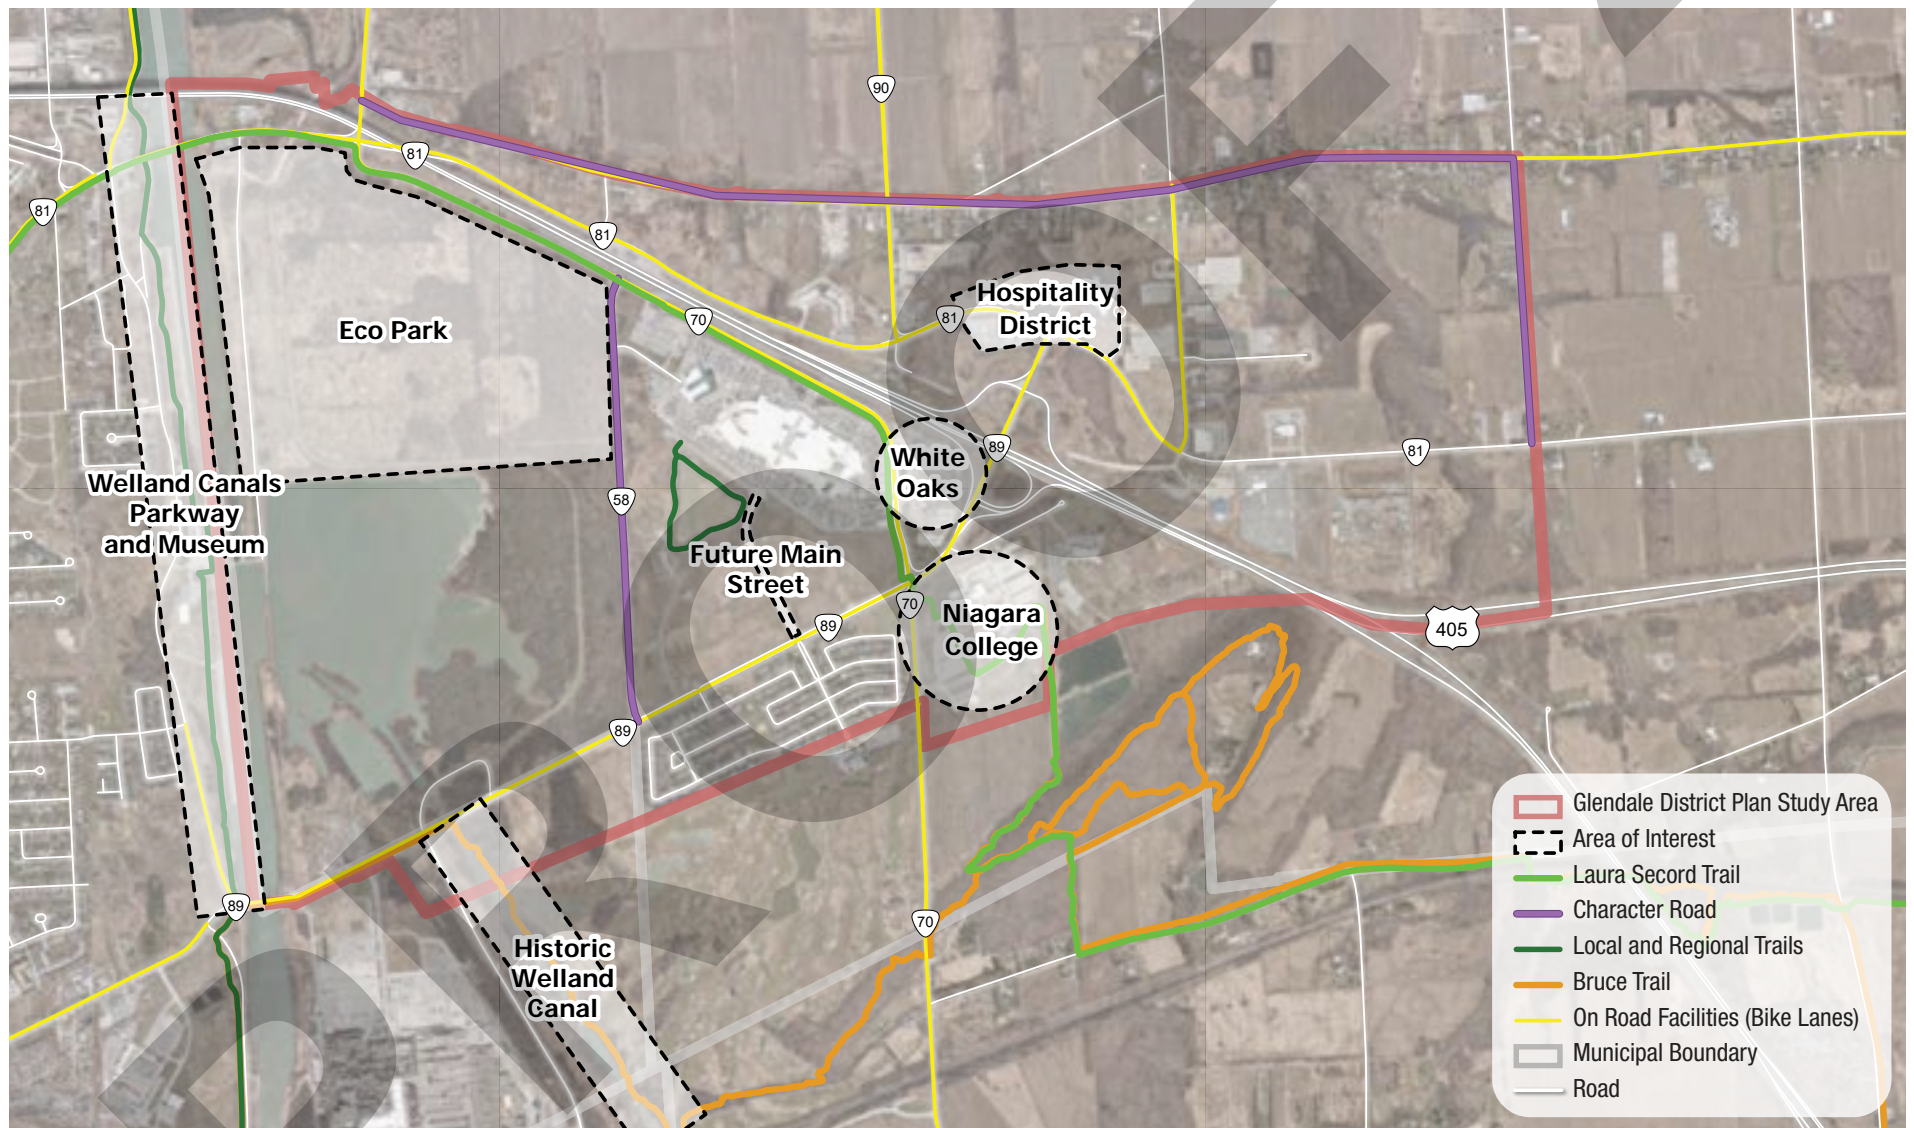 90
81
81
81
Hospitality
District
81
Eco Park
70
89
White
Oaks
81
Welland Canals
Parkway
and Museum
58
Future Main
Street
70
Niagara
College
89
405
89
89
70
Historic
Welland
Canal
Glendale District Plan Study Area
Area of Interest
Laura Secord Trail
Character Road
Local and Regional Trails
Bruce Trail
On Road Facilities (Bike Lanes)
Municipal Boundary
Road